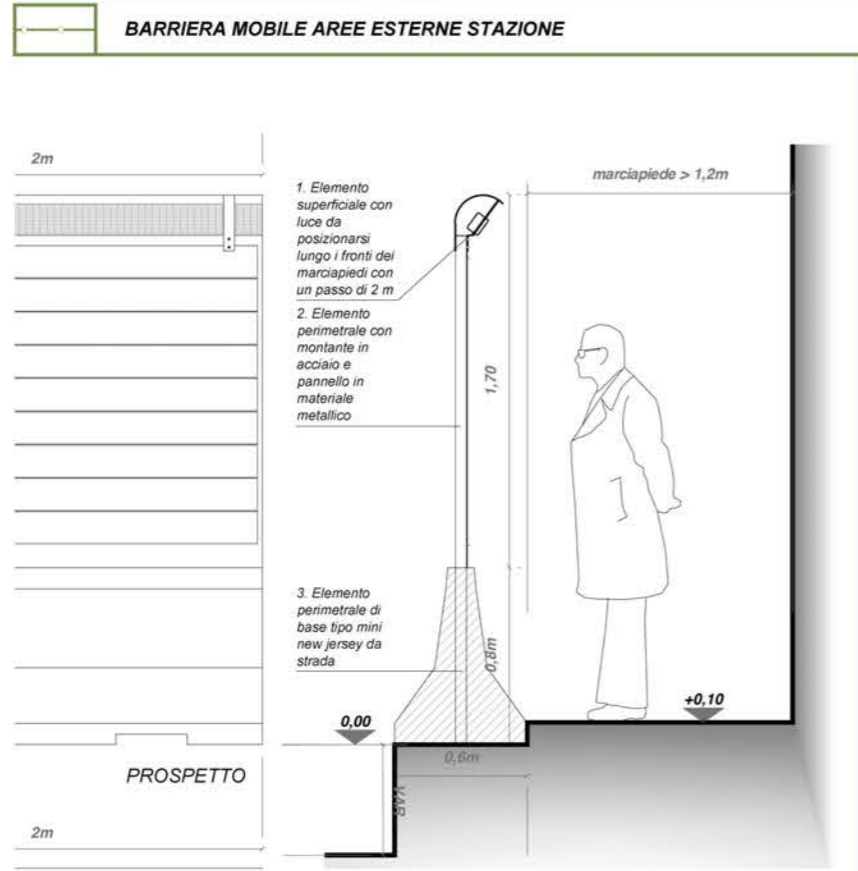 BARRIERA MOBILE AREE ESTERNE STAZIONE
2m
1. Elemento
superficiale con
luce da
posizionarsi
lungo i fronti dei
marciapiedi con
un passo di 2 m
2. Elemento
perimetrale con
montante in
acciaio e
pannello in
materiale
metallico
3. Elemento
perimetrale di
base tipo mini
new jersey da
strada
marciapiede > 1,2m
1,70
0,8m
0,00
+0,10
0,6m
VAR
PROSPETTO
2m